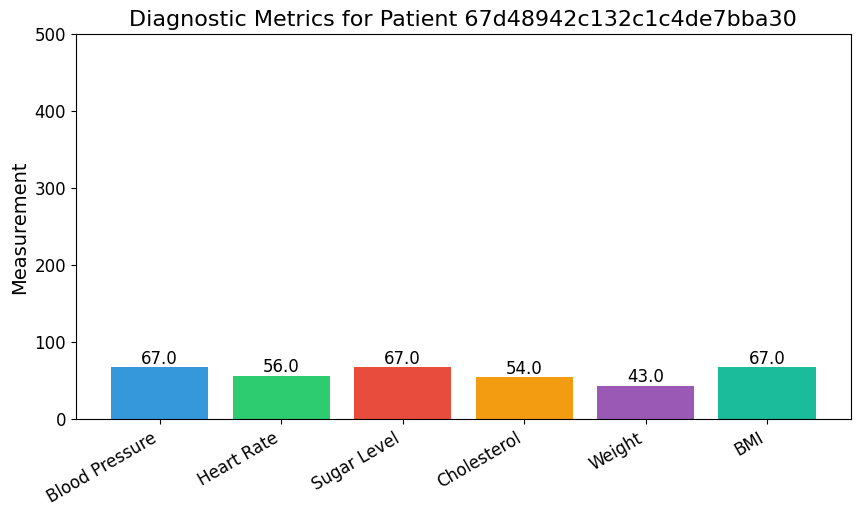 Diagnostic Metrics for Patient 67d48942c132c1c4de7bba30
Measurement
500
400
300
200
100
0
67.0
56.0
67.0
54.0
43.0
67.0
Blood Pressure
Heart Rate
Sugar Level
Cholesterol
Weight
BMI